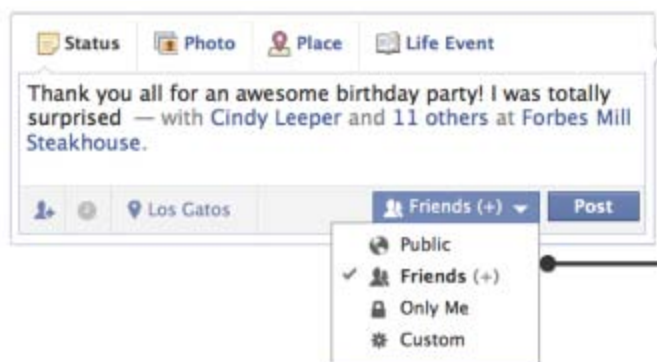 Status Photo Place Life Event
Thank you all for an awesome birthday party! I was totally
surprised — with Cindy Leeper and 11 others at Forbes Mill
Steakhouse.
Los Gatos Friends (+) Post
Public
Friends (+)
Only Me
Custom